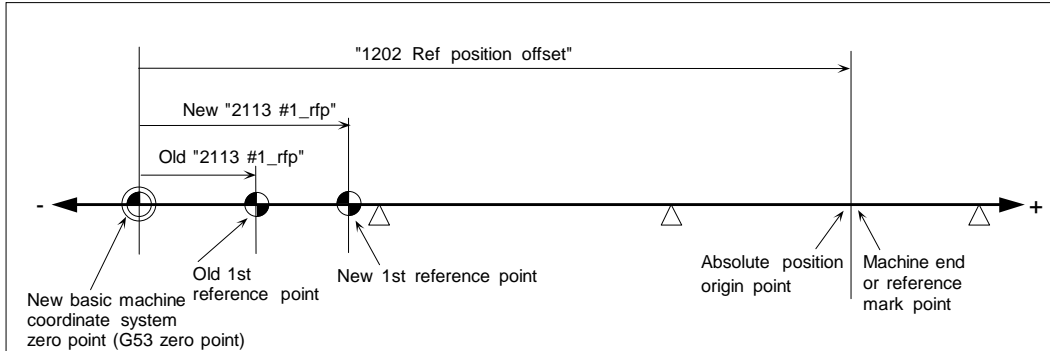 "1202 Ref position offset"
New "2113 #1_rfp"
Old "2113 #1_rfp"
-
+
Old 1st
reference point
New 1st reference point
Absolute position
origin point
Machine end
or reference
mark point
New basic machine
coordinate system
zero point (G53 zero point)